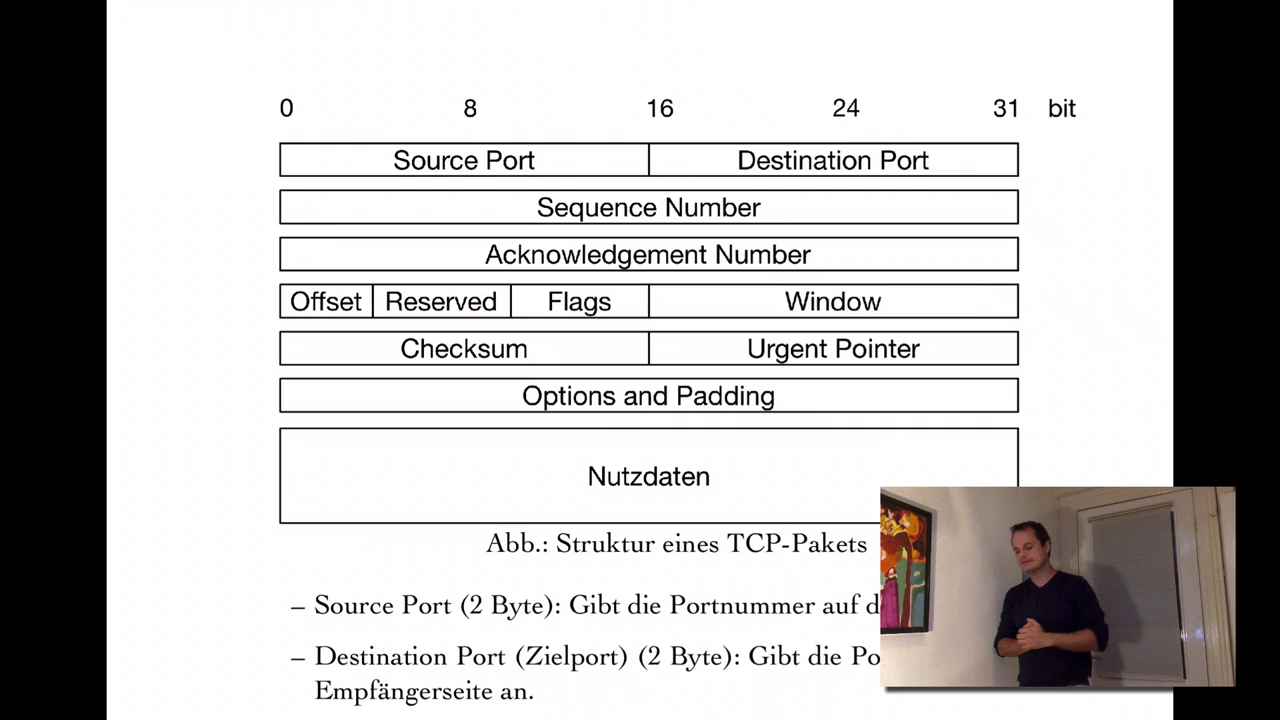 0 8 16 24 31 bit
Source Port Destination Port
Sequence Number
Acknowledgement Number
Offset Reserved Flags Window
Checksum Urgent Pointer
Options and Padding
Nutzdaten
Abb.: Struktur eines TCP-Pakets
– Source Port (2 Byte): Gibt die Portnummer auf
– Destination Port (Zielport) (2 Byte): Gibt die
Empfängerseite an.